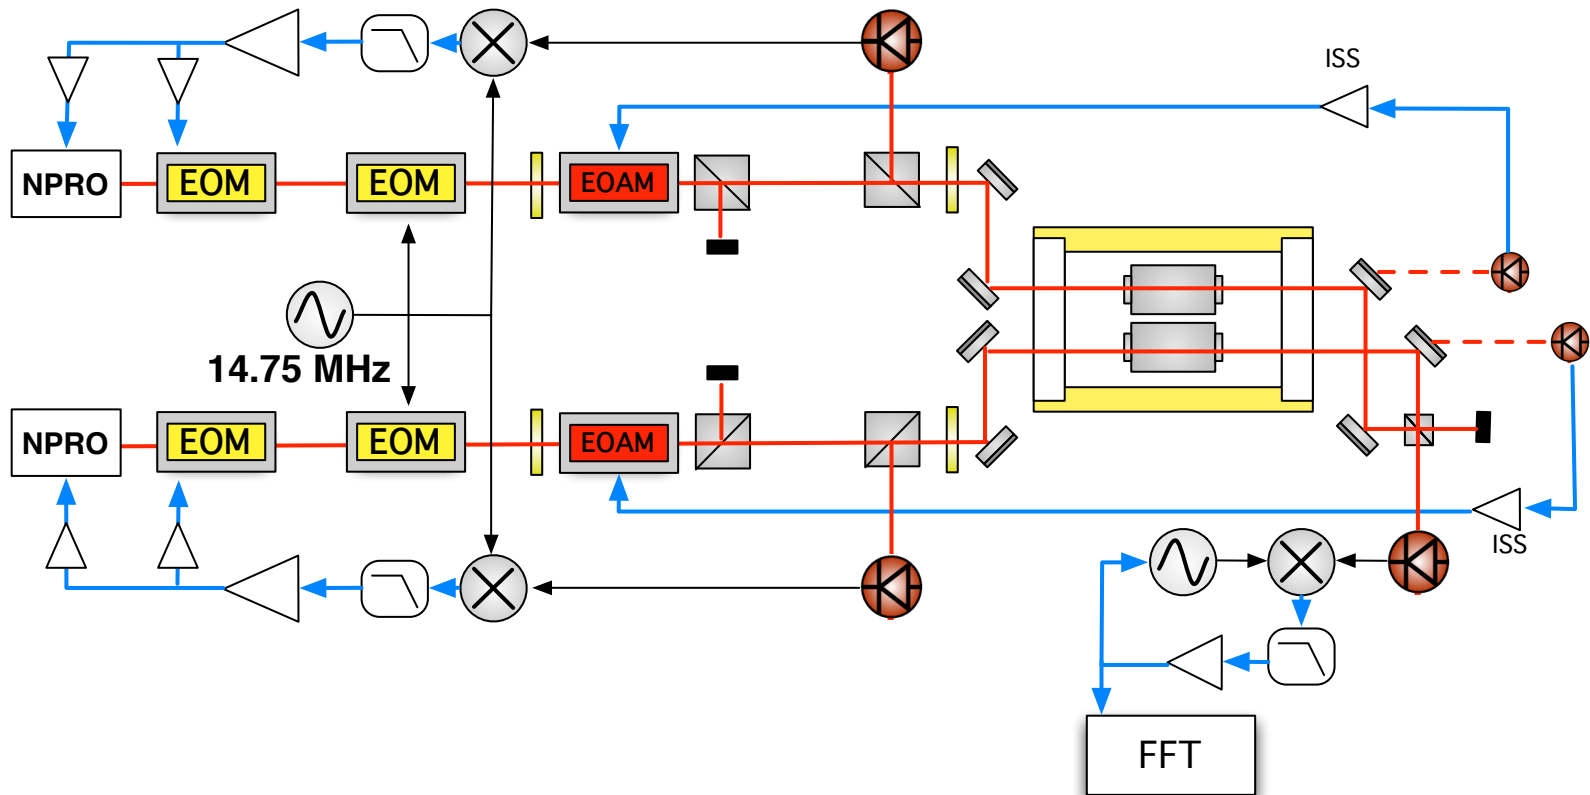 ISS
NPRO
EOM
EOM
EOAM
14.75 MHz
NPRO
EOM
EOM
EOAM
ISS
FFT